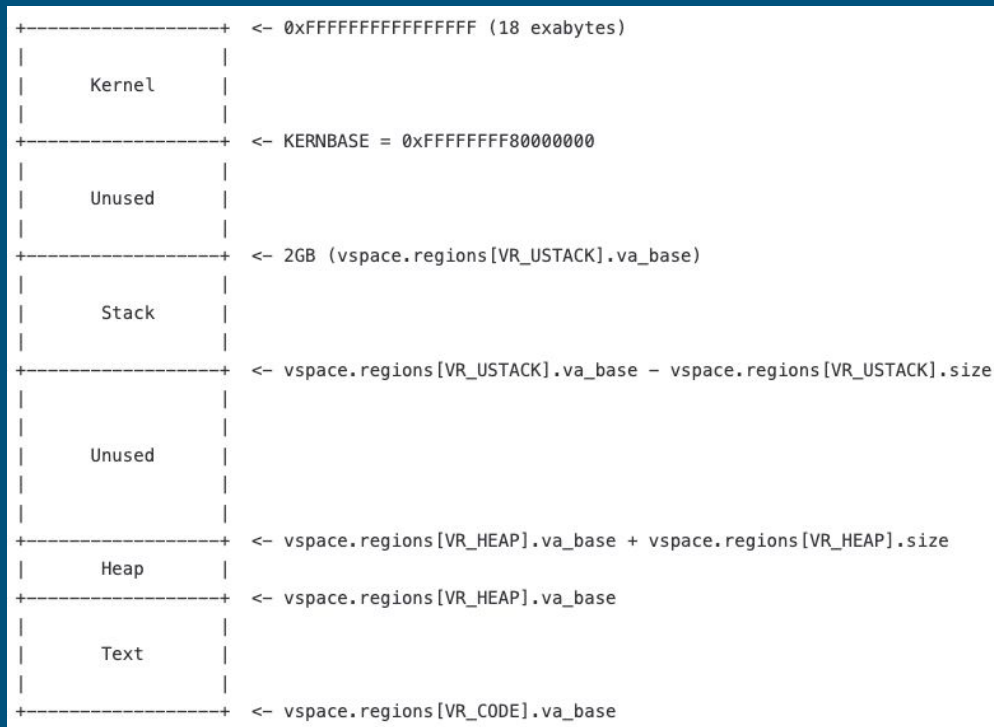 +------------------+ <- 0xFFFFFFFFFFFFFFFF (18 exabytes)
| |
| Kernel |
| |
+------------------+ <- KERNBASE = 0xFFFFFFFF80000000
| |
| Unused |
| |
+------------------+ <- 2GB (vspace.regions[VR_USTACK].va_base)
| |
| Stack |
| |
+------------------+ <- vspace.regions[VR_USTACK].va_base - vspace.regions[VR_USTACK].size
| |
| |
| Unused |
| |
| |
+------------------+ <- vspace.regions[VR_HEAP].va_base + vspace.regions[VR_HEAP].size
| Heap |
+------------------+ <- vspace.regions[VR_HEAP].va_base
| |
| Text |
| |
+------------------+ <- vspace.regions[VR_CODE].va_base